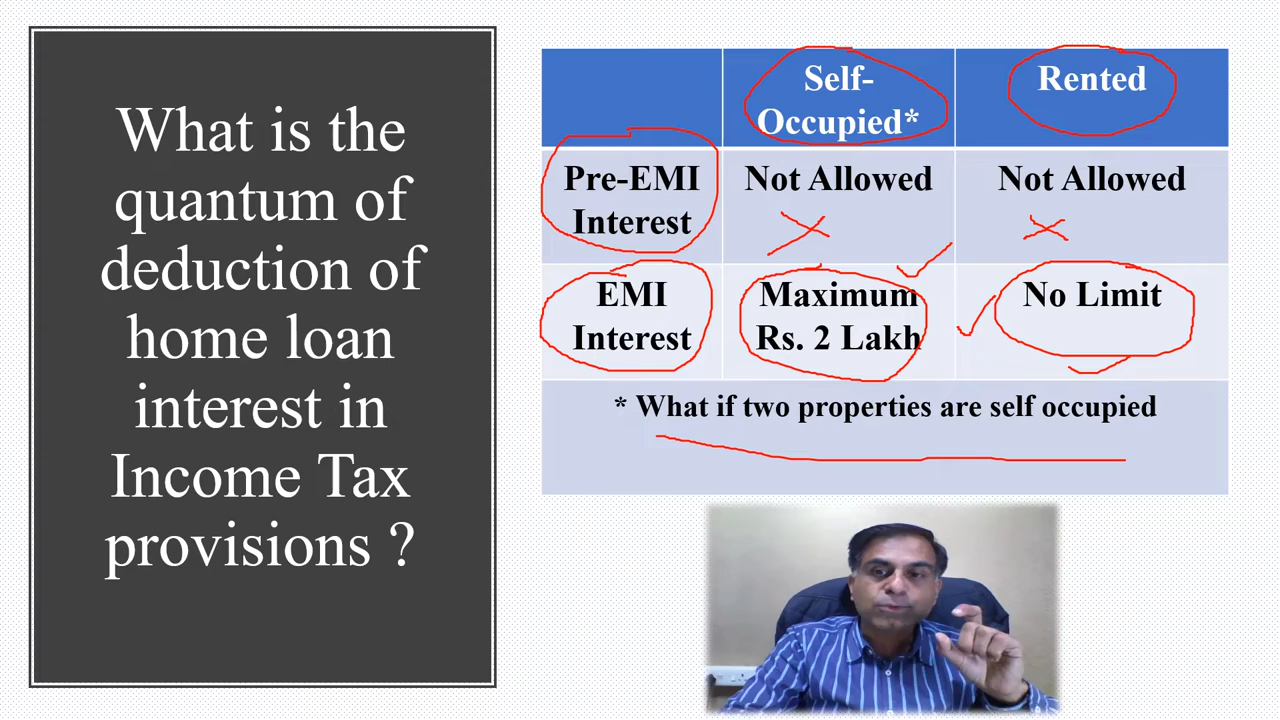 What is the
quantum of
deduction of
home loan
interest in
Income Tax
provisions ?
Self-
Occupied*
Rented
Pre-EMI
Interest
Not Allowed
Not Allowed
EMI
Interest
Maximum
Rs. 2 Lakh
No Limit
* What if two properties are self occupied